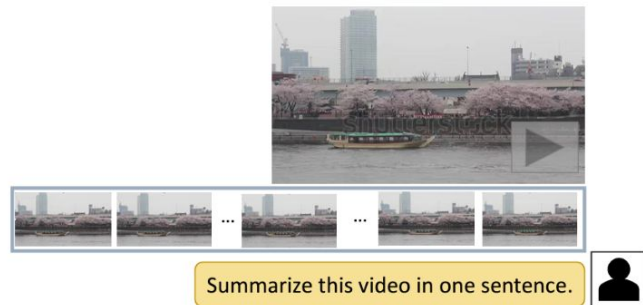 shutterstock
... ...
Summarize this video in one sentence.